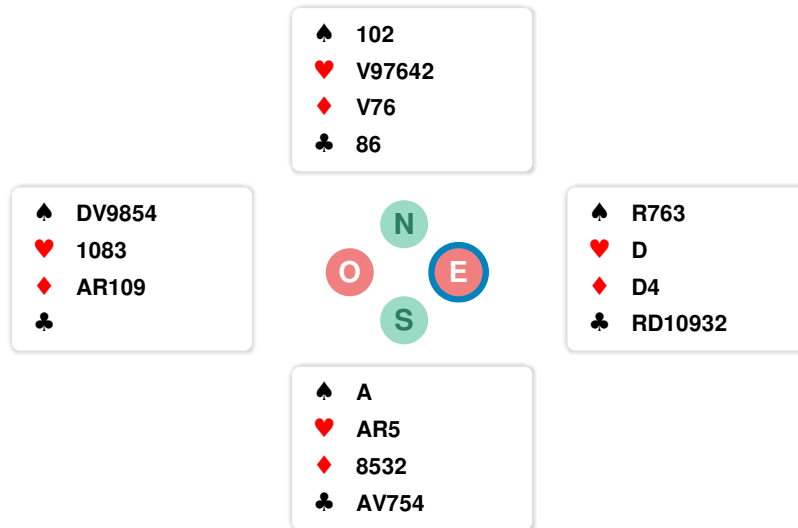 ♠ 102
♥ V97642
♦ V76
♣ 86
♠ DV9854
♥ 1083
♦ AR109
♣
N
O
E
S
♠ R763
♥ D
♦ D4
♣ RD10932
♠ A
♥ AR5
♦ 8532
♣ AV754